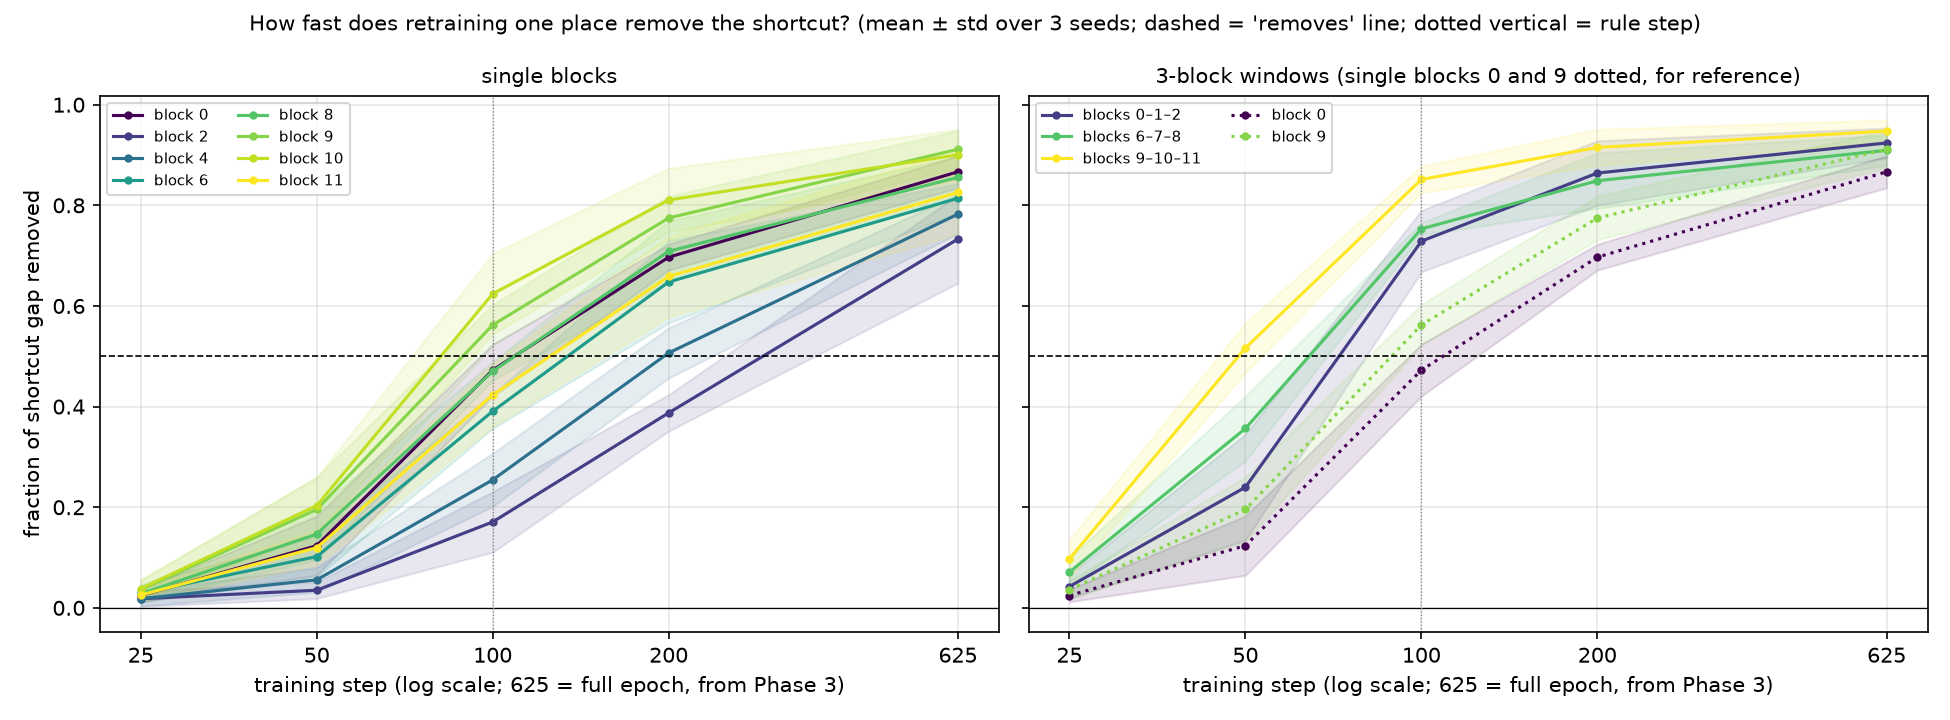 How fast does retraining one place remove the shortcut? (mean ± std over 3 seeds; dashed = 'removes' line; dotted vertical = rule step)
single blocks
block 0
block 2
block 4
block 6
block 8
block 9
block 10
block 11
fraction of shortcut gap removed
1.0
0.8
0.6
0.4
0.2
0.0
25
50
100
200
625
training step (log scale; 625 = full epoch, from Phase 3)
3-block windows (single blocks 0 and 9 dotted, for reference)
blocks 0–1–2
blocks 6–7–8
blocks 9–10–11
block 0
block 9
25
50
100
200
625
training step (log scale; 625 = full epoch, from Phase 3)